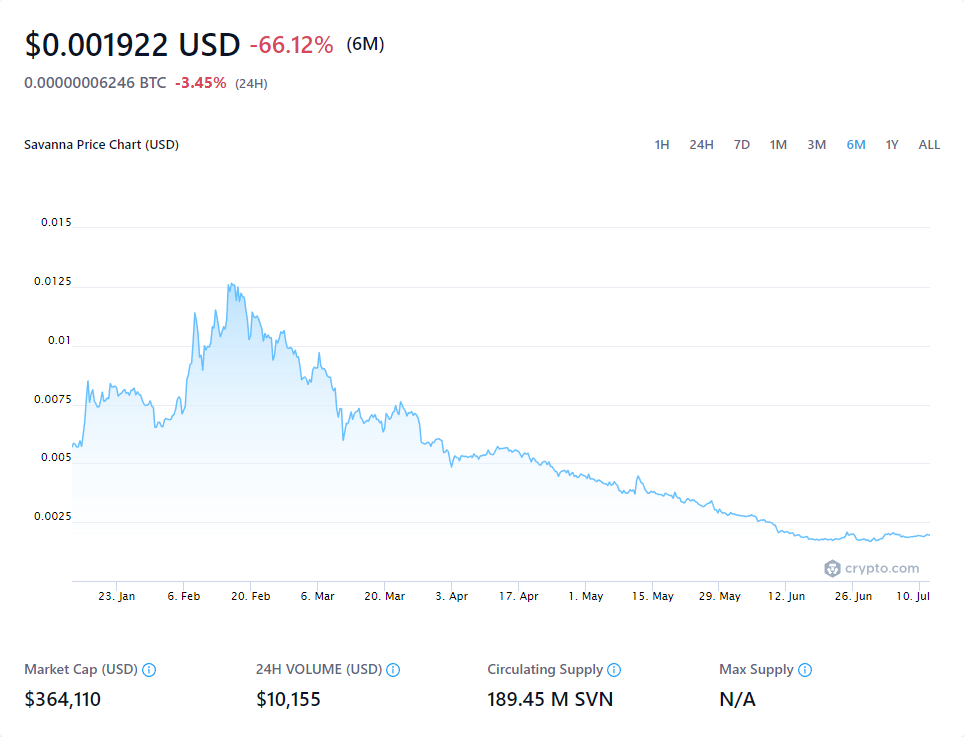 $0.001922 USD -66.12% (6M)
0.00000006246 BTC -3.45% (24H)
Savanna Price Chart (USD) 1H 24H 7D 1M 3M 6M 1Y ALL
0.015
0.0125
0.01
0.0075
0.005
0.0025
crypto.com
23. Jan 6. Feb 20. Feb 6. Mar 20. Mar 3. Apr 17. Apr 1. May 15. May 29. May 12. Jun 26. Jun 10. Jul
Market Cap (USD) 24H VOLUME (USD) Circulating Supply Max Supply
$364,110 $10,155 189.45 M SVN N/A